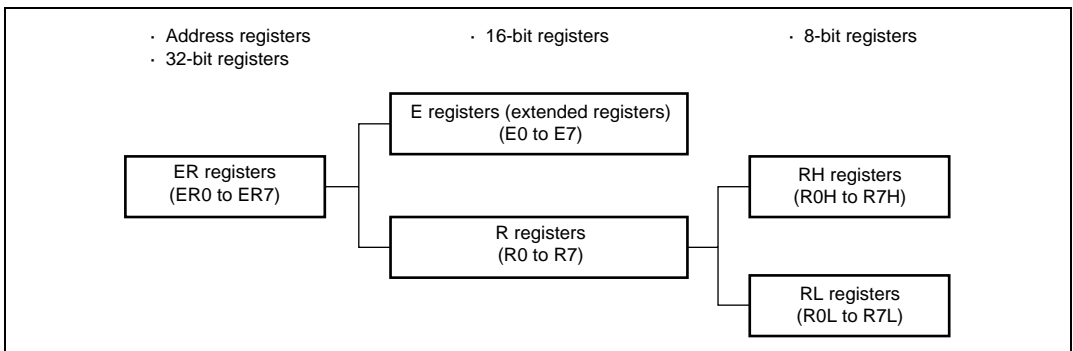 · Address registers
· 32-bit registers
· 16-bit registers
· 8-bit registers
E registers (extended registers)
(E0 to E7)
ER registers
(ER0 to ER7)
RH registers
(R0H to R7H)
R registers
(R0 to R7)
RL registers
(R0L to R7L)